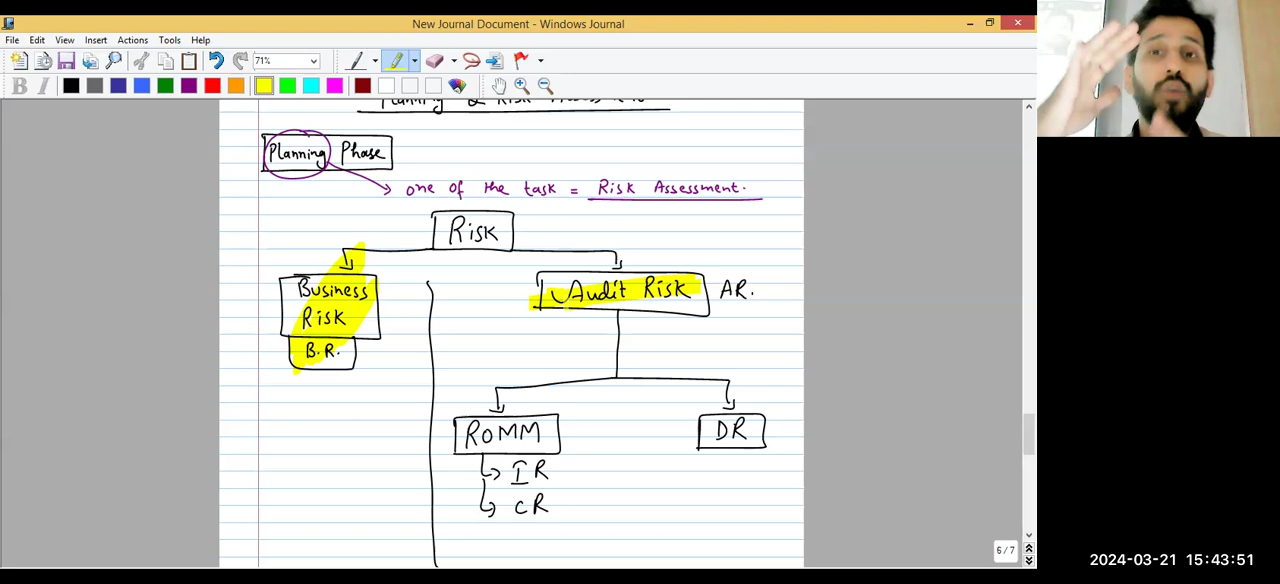 New Journal Document - Windows Journal
File Edit View Insert Actions Tools Help
71%
B I
Planning & Risk
Planning Phase
one of the task = Risk Assessment.
Risk
Business Risk
B.R.
Audit Risk AR.
ROMM
DR
IR
CR
6 / 7
2024-03-21 15:43:51